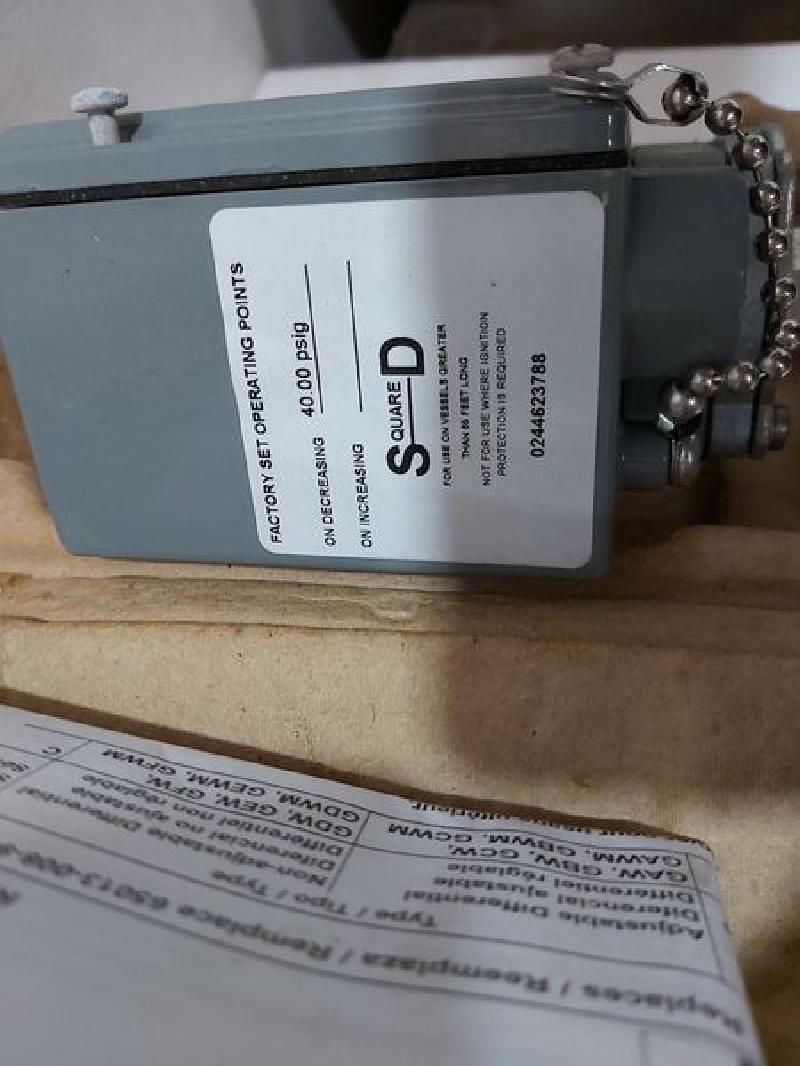 FACTORY SET OPERATING POINTS
ON DECREASING 40.00 psig
ON INCREASING
SQUARE D
FOR USE ON VESSELS GREATER
THAN 65 FEET LONG
NOT FOR USE WHERE IGNITION
PROTECTION IS REQUIRED
0244623788
Replaces / Reemplaza / Remplace 65013-009-
Type / Tipo / Type
Adjustable Differential
Diferencial ajustable
Différentiel réglable
GAW, GBW, GCW,
GAWM, GBWM, GCWM
Non-adjustable Differential
Diferencial no ajustable
Différentiel non réglable
GDW, GEW, GFW,
GDWM, GEWM, GFWM
C